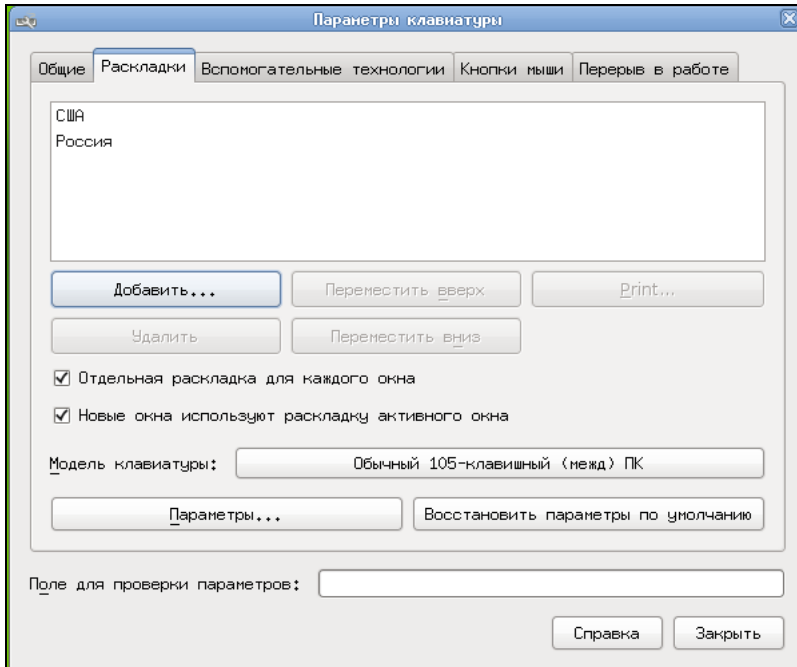 Параметры клавиатуры
Общие Раскладки Вспомогательные технологии Кнопки мыши Перерыв в работе
США
Россия
Добавить... Переместить вверх Print...
Удалить Переместить вниз
Отдельная раскладка для каждого окна
Новые окна используют раскладку активного окна
Модель клавиатуры: Обычный 105-клавишный (межд) ПК
Параметры... Восстановить параметры по умолчанию
Поле для проверки параметров:
Справка Закрыть